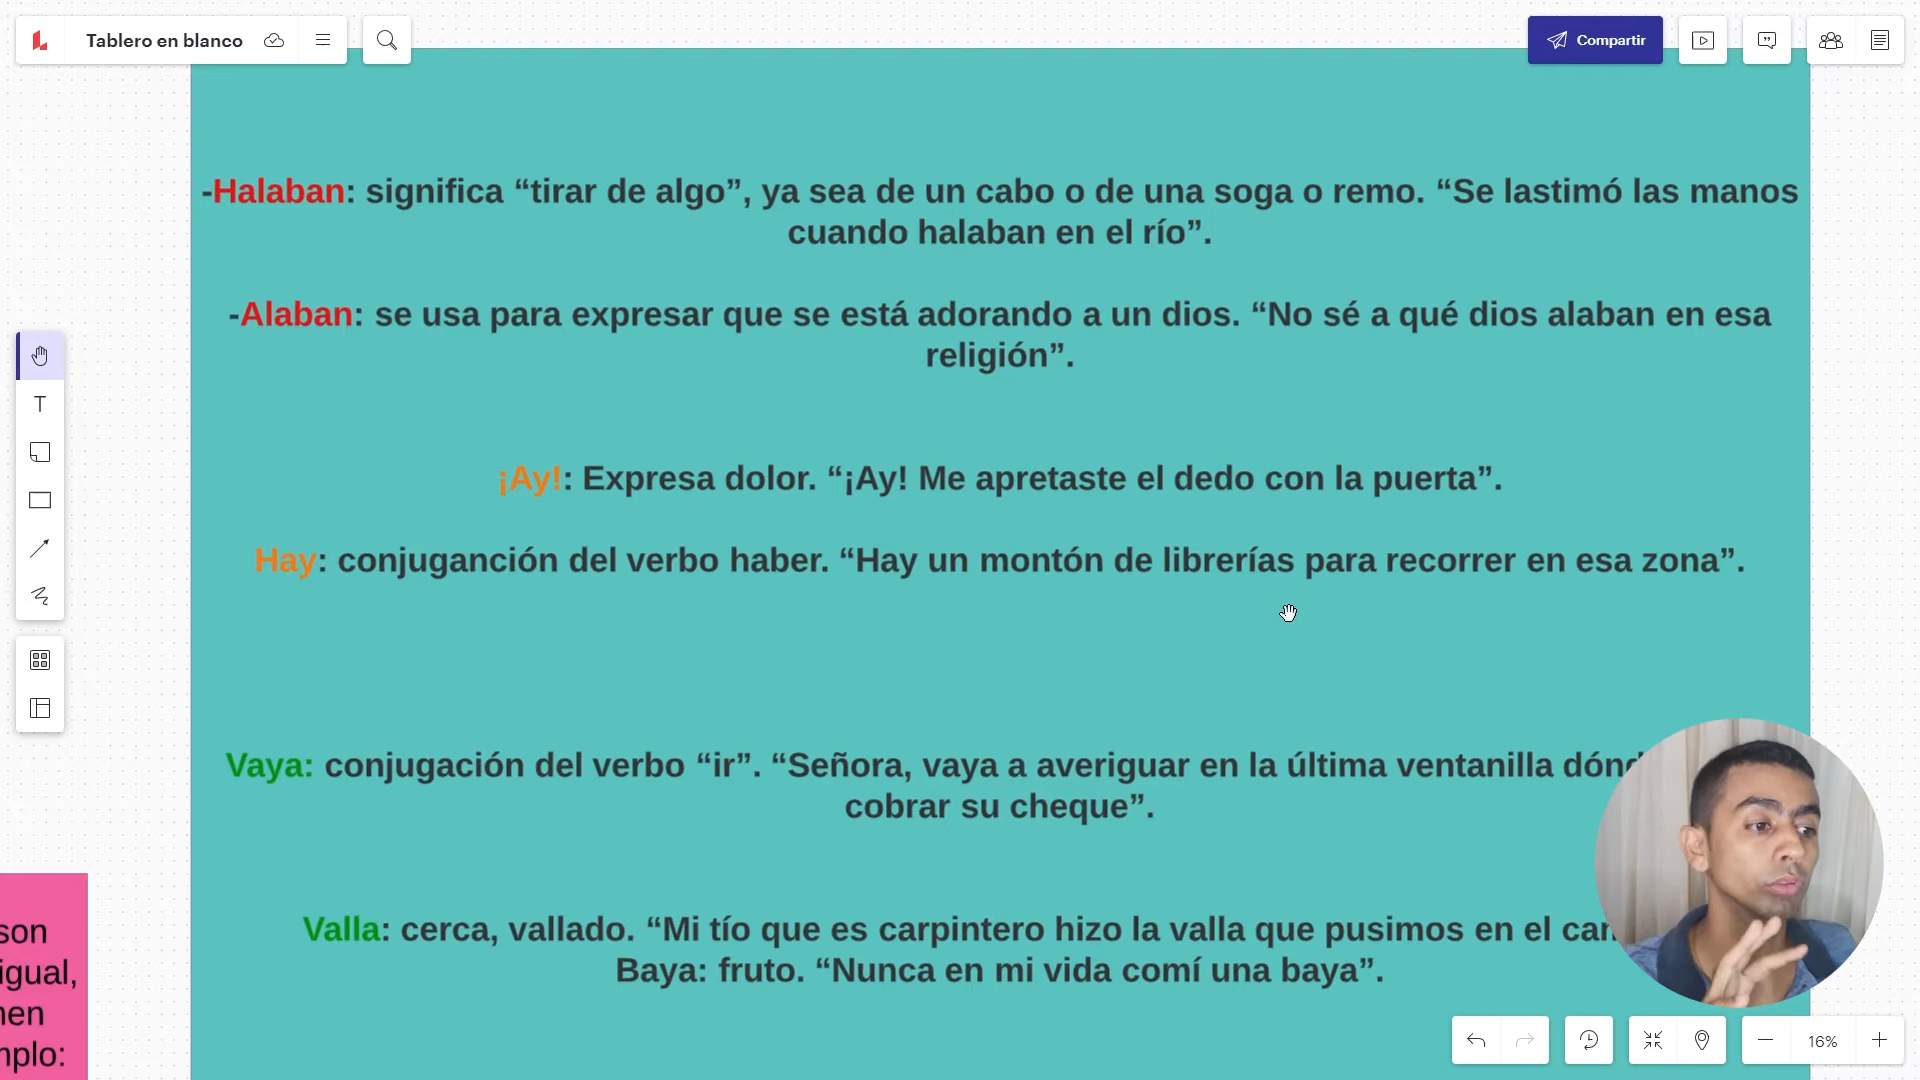 Tablero en blanco
Compartir
-Halaban: significa “tirar de algo”, ya sea de un cabo o de una soga o remo. “Se lastimó las manos
cuando halaban en el río”.
-Alaban: se usa para expresar que se está adorando a un dios. “No sé a qué dios alaban en esa
religión”.
¡Ay!: Expresa dolor. “¡Ay! Me apretaste el dedo con la puerta”.
Hay: conjuganción del verbo haber. “Hay un montón de librerías para recorrer en esa zona”.
Vaya: conjugación del verbo “ir”. “Señora, vaya a averiguar en la última ventanilla
cobrar su cheque”.
Valla: cerca, vallado. “Mi tío que es carpintero hizo la valla que pusimos en el
Baya: fruto. “Nunca en mi vida comí una baya”.
son
igual,
16%